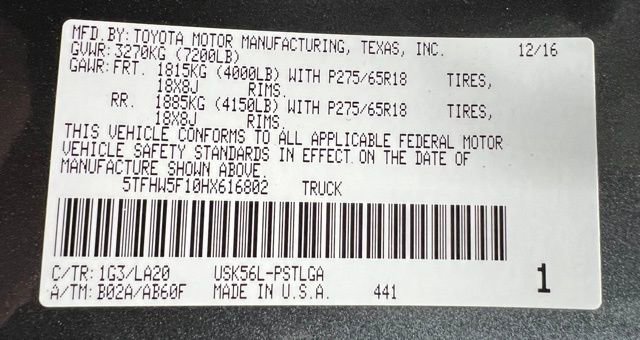 MFD.BY: TOYOTA MOTOR MANUFACTURING, TEXAS, INC. 12/16
GVWR: 3270KG (7200LB)
GAWR: FRT. 1815KG (4000LB) WITH P275/65R18 TIRES,
18X8J RIMS.
RR. 1885KG (4150LB) WITH P275/65R18 TIRES,
18X8J RIMS.
THIS VEHICLE CONFORMS TO ALL APPLICABLE FEDERAL MOTOR
VEHICLE SAFETY STANDARDS IN EFFECT ON THE DATE OF
MANUFACTURE SHOWN ABOVE.
5TFHW5F10HX616802 TRUCK
C/TR: 1G3/LA20 USK56L-PSTLGA
A/TM: B02A/AB60F MADE IN U.S.A. 441 1